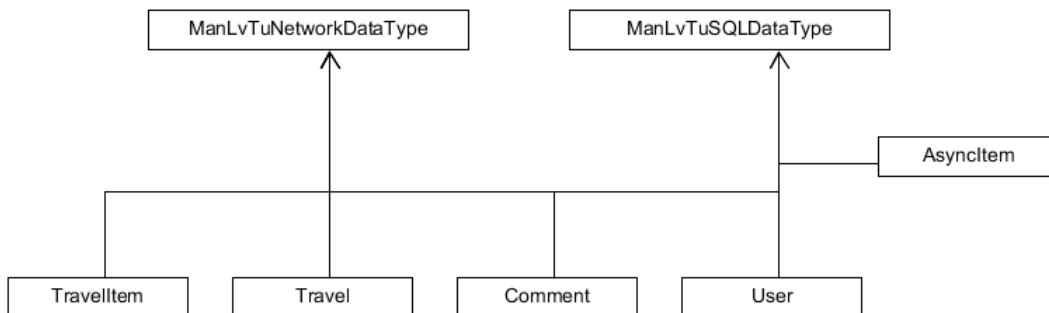 ManLvTuNetworkDataType
ManLvTuSQLDataType
AsyncItem
TravelItem
Travel
Comment
User